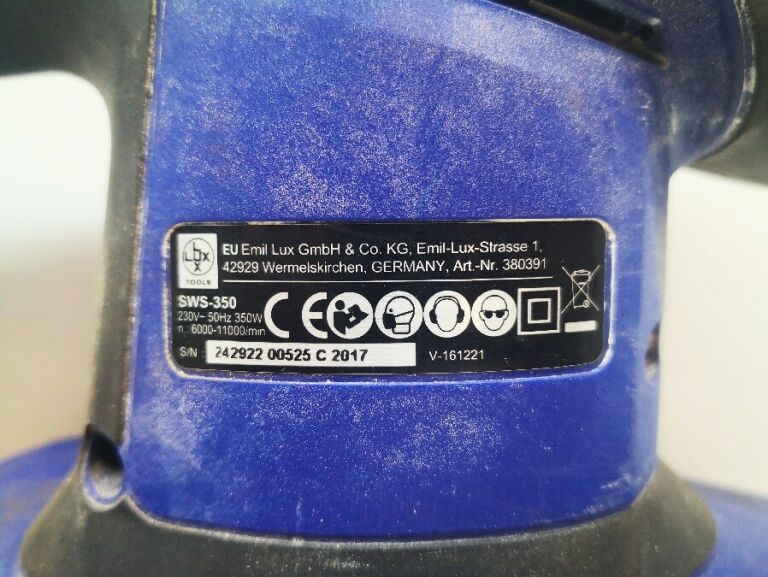 LUX
TOOLS
EU Emil Lux GmbH & Co. KG, Emil-Lux-Strasse 1,
42929 Wermelskirchen, GERMANY, Art.-Nr. 380391
SWS-350
230V~ 50Hz 350W
n.: 6000-11000/min
CE
S/N : 242922 00525 C 2017
V-161221